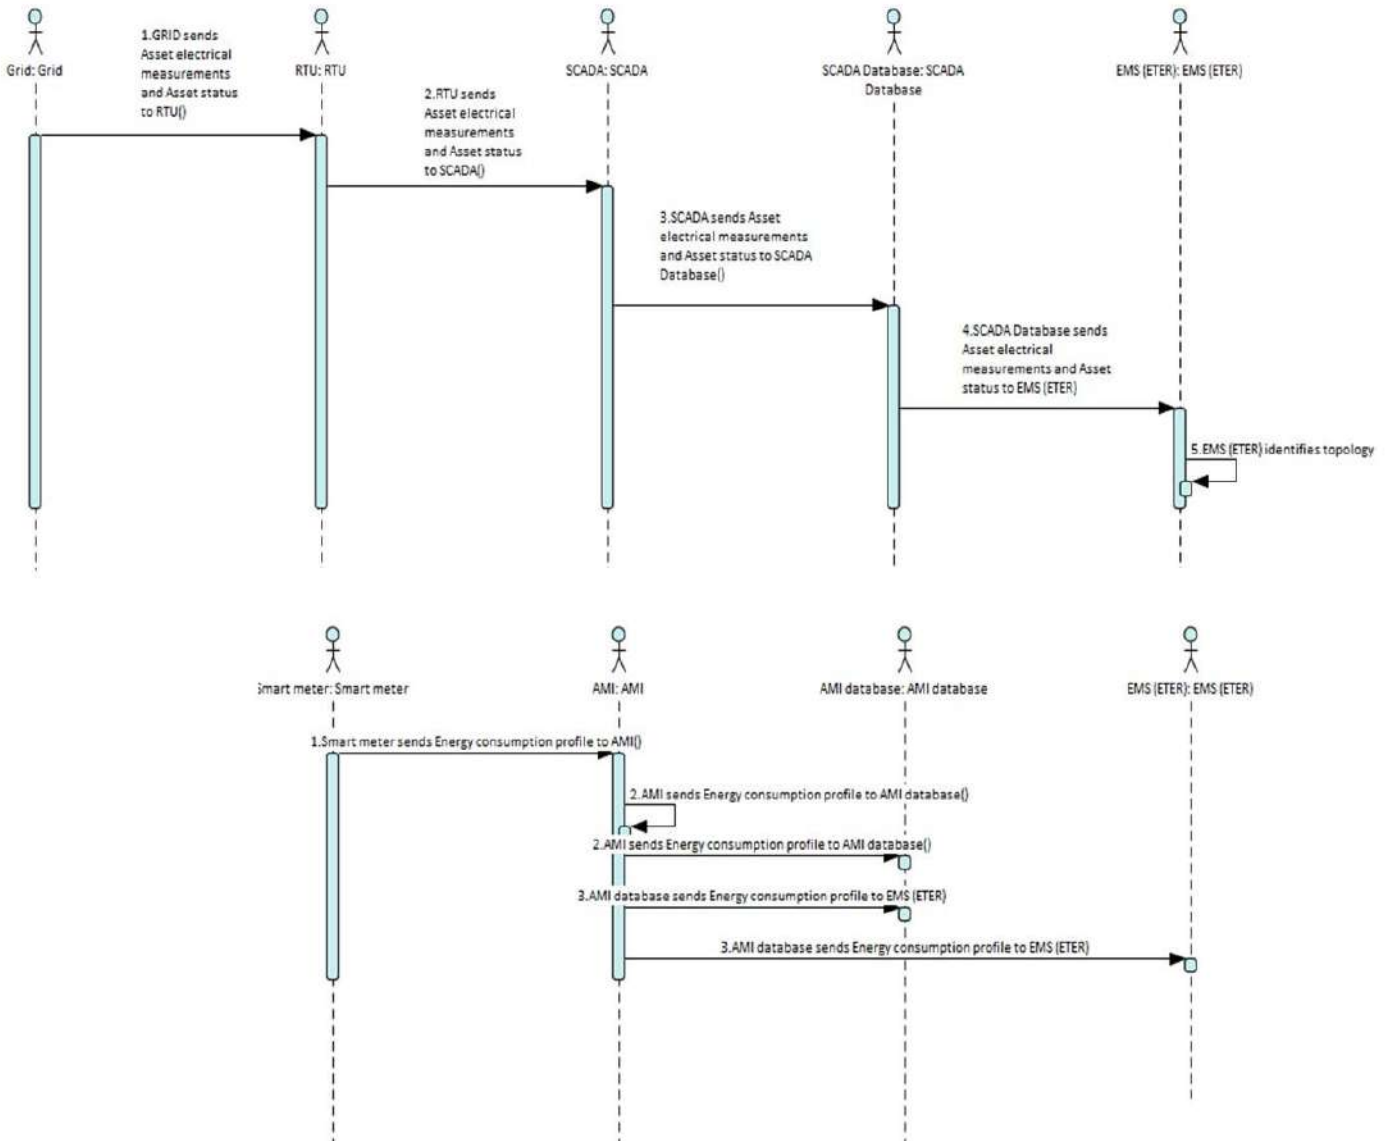 Grid: Grid
1.GRID sends
Asset electrical
measurements
and Asset status
to RTU()
RTU: RTU
2.RTU sends
Asset electrical
measurements
and Asset status
to SCADA()
SCADA: SCADA
3.SCADA sends Asset
electrical measurements
and Asset status to SCADA
Database()
SCADA Database: SCADA
Database
4.SCADA Database sends
Asset electrical
measurements and Asset
status to EMS (ETER)
EMS (ETER): EMS (ETER)
5.EMS (ETER) identifies topology
Smart meter: Smart meter
AMI: AMI
AMI database: AMI database
EMS (ETER): EMS (ETER)
1.Smart meter sends Energy consumption profile to AMI()
2.AMI sends Energy consumption profile to AMI database()
2.AMI sends Energy consumption profile to AMI database()
3.AMI database sends Energy consumption profile to EMS (ETER)
3.AMI database sends Energy consumption profile to EMS (ETER)